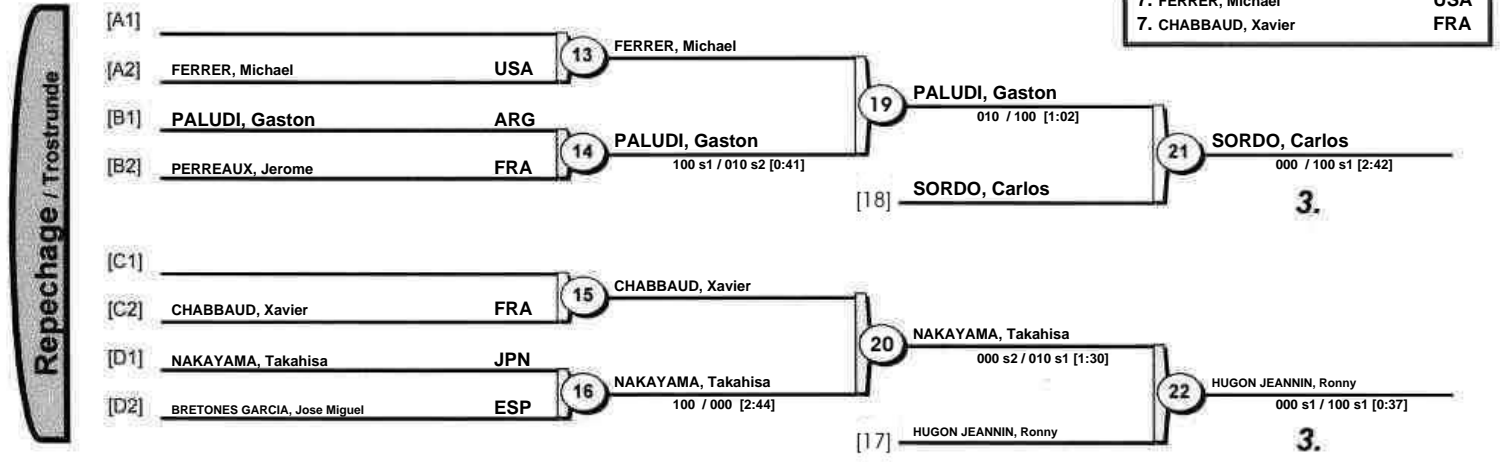 7. FERRER, Michael USA
7. CHABBAUD, Xavier FRA
Repechage / Trostrunde
[A1]
[A2] FERRER, Michael USA
13 FERRER, Michael
[B1] PALUDI, Gaston ARG
[B2] PERREAUX, Jerome FRA
14 PALUDI, Gaston
100 s1 / 010 s2 [0:41]
19 PALUDI, Gaston
010 / 100 [1:02]
[18] SORDO, Carlos
21 SORDO, Carlos
000 / 100 s1 [2:42]
3.
[C1]
[C2] CHABBAUD, Xavier FRA
15 CHABBAUD, Xavier
[D1] NAKAYAMA, Takahisa JPN
[D2] BRETONES GARCIA, Jose Miguel ESP
16 NAKAYAMA, Takahisa
100 / 000 [2:44]
20 NAKAYAMA, Takahisa
000 s2 / 010 s1 [1:30]
[17] HUGON JEANNIN, Ronny
22 HUGON JEANNIN, Ronny
000 s1 / 100 s1 [0:37]
3.